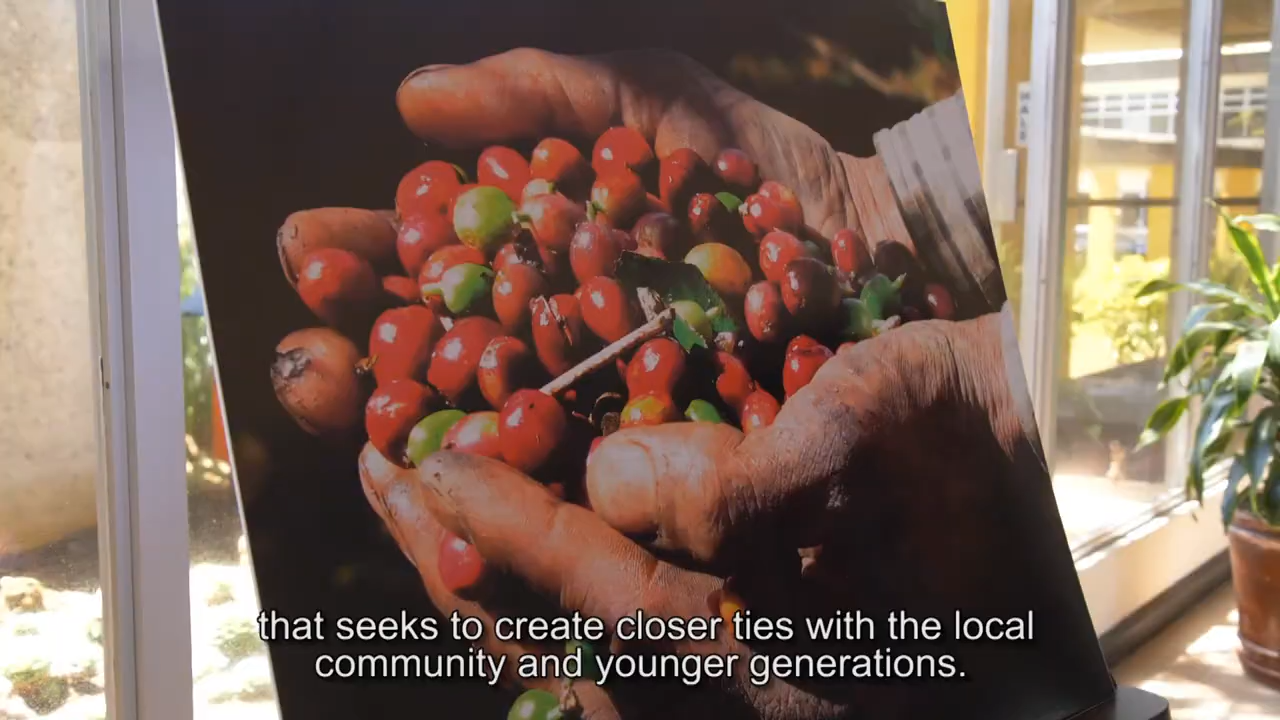 that seeks to create closer ties with the local
community and younger generations.